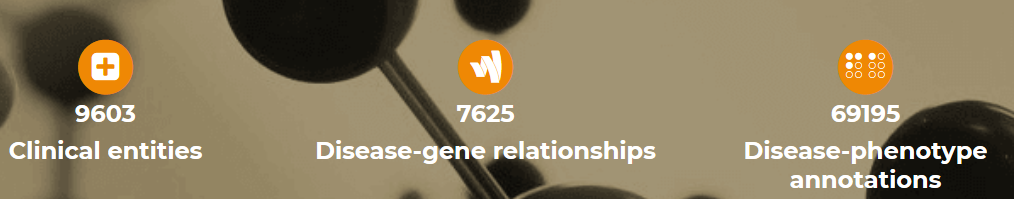 9603
Clinical entities
7625
Disease-gene relationships
69195
Disease-phenotype
annotations